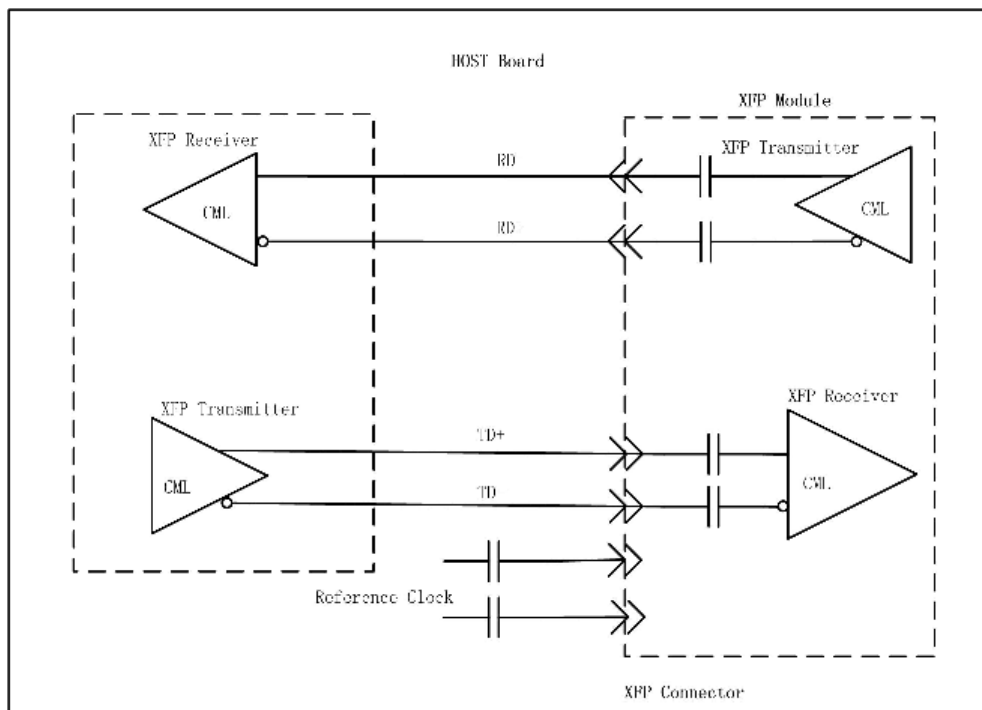 HOST Board
XFP Module
XFP Receiver
XFP Transmitter
RD
CML
CML
RD
XFP Receiver
XFP Transmitter
TD+
CML
TD
CML
Reference Clock
XFP Connector